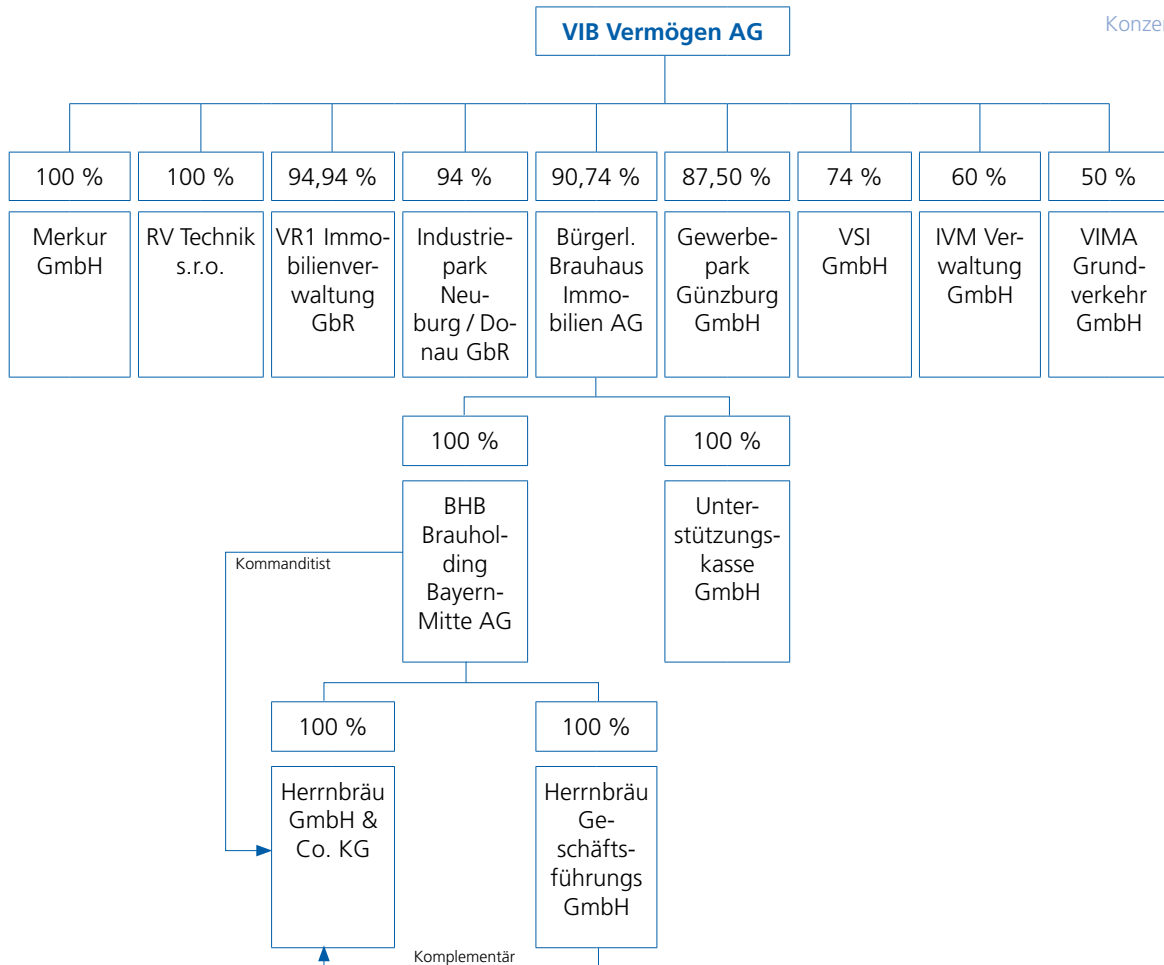 VIB Vermögen AG
Konzer
100 %
100 %
94,94 %
94 %
90,74 %
87,50 %
74 %
60 %
50 %
Merkur
GmbH
RV Technik
s.r.o.
VR1 Immo-
bilienver-
waltung
GbR
Industrie-
park
Neu-
burg / Do-
nau GbR
Bürgerl.
Brauhaus
Immo-
bilien AG
Gewerbe-
park
Günzburg
GmbH
VSI
GmbH
IVM Ver-
waltung
GmbH
VIMA
Grund-
verkehr
GmbH
100 %
100 %
BHB
Brauhol-
ding
Bayern-
Mitte AG
Unter-
stützungs-
kasse
GmbH
Kommanditist
100 %
100 %
Herrnbräu
GmbH &
Co. KG
Herrnbräu
Ge-
schäfts-
führungs
GmbH
Komplementär